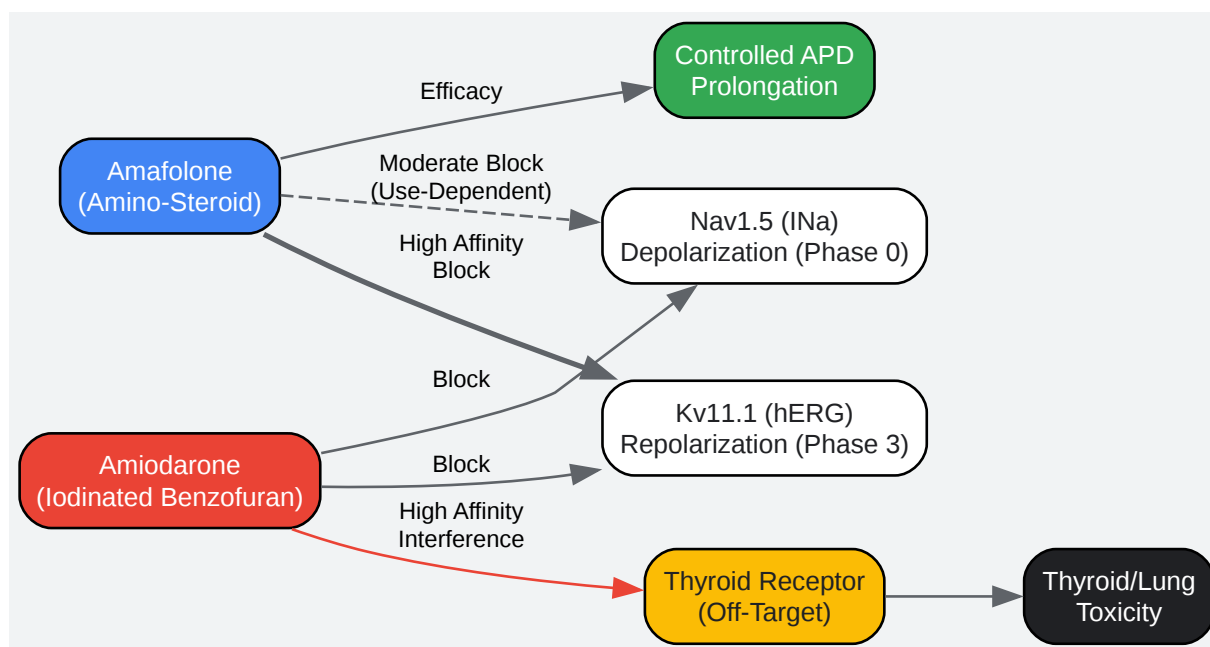 Controlled APD
Prolongation
Efficacy
Amafolone
(Amino-Steroid)
Moderate Block
(Use-Dependent)
Nav1.5 (INa)
Depolarization (Phase 0)
High Affinity
Block
Block
Kv11.1 (hERG)
Repolarization (Phase 3)
Amiodarone
(Iodinated Benzofuran)
Block
High Affinity
Interference
Thyroid Receptor
(Off-Target)
Thyroid/Lung
Toxicity